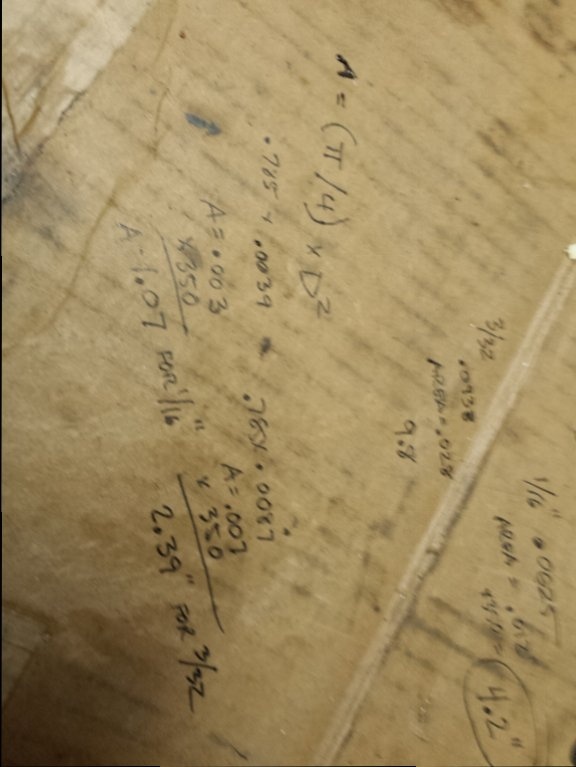 A = (π/4) × D²
.785 × .0039
A = .003
× 350
A = 1.07 FOR 1/16"
.785 × .0087
A = .007
× 350
2.39" FOR 3/32
3/32
.0938
AREA = .028
9.8
1/16" .0625
AREA = .012
4.2"